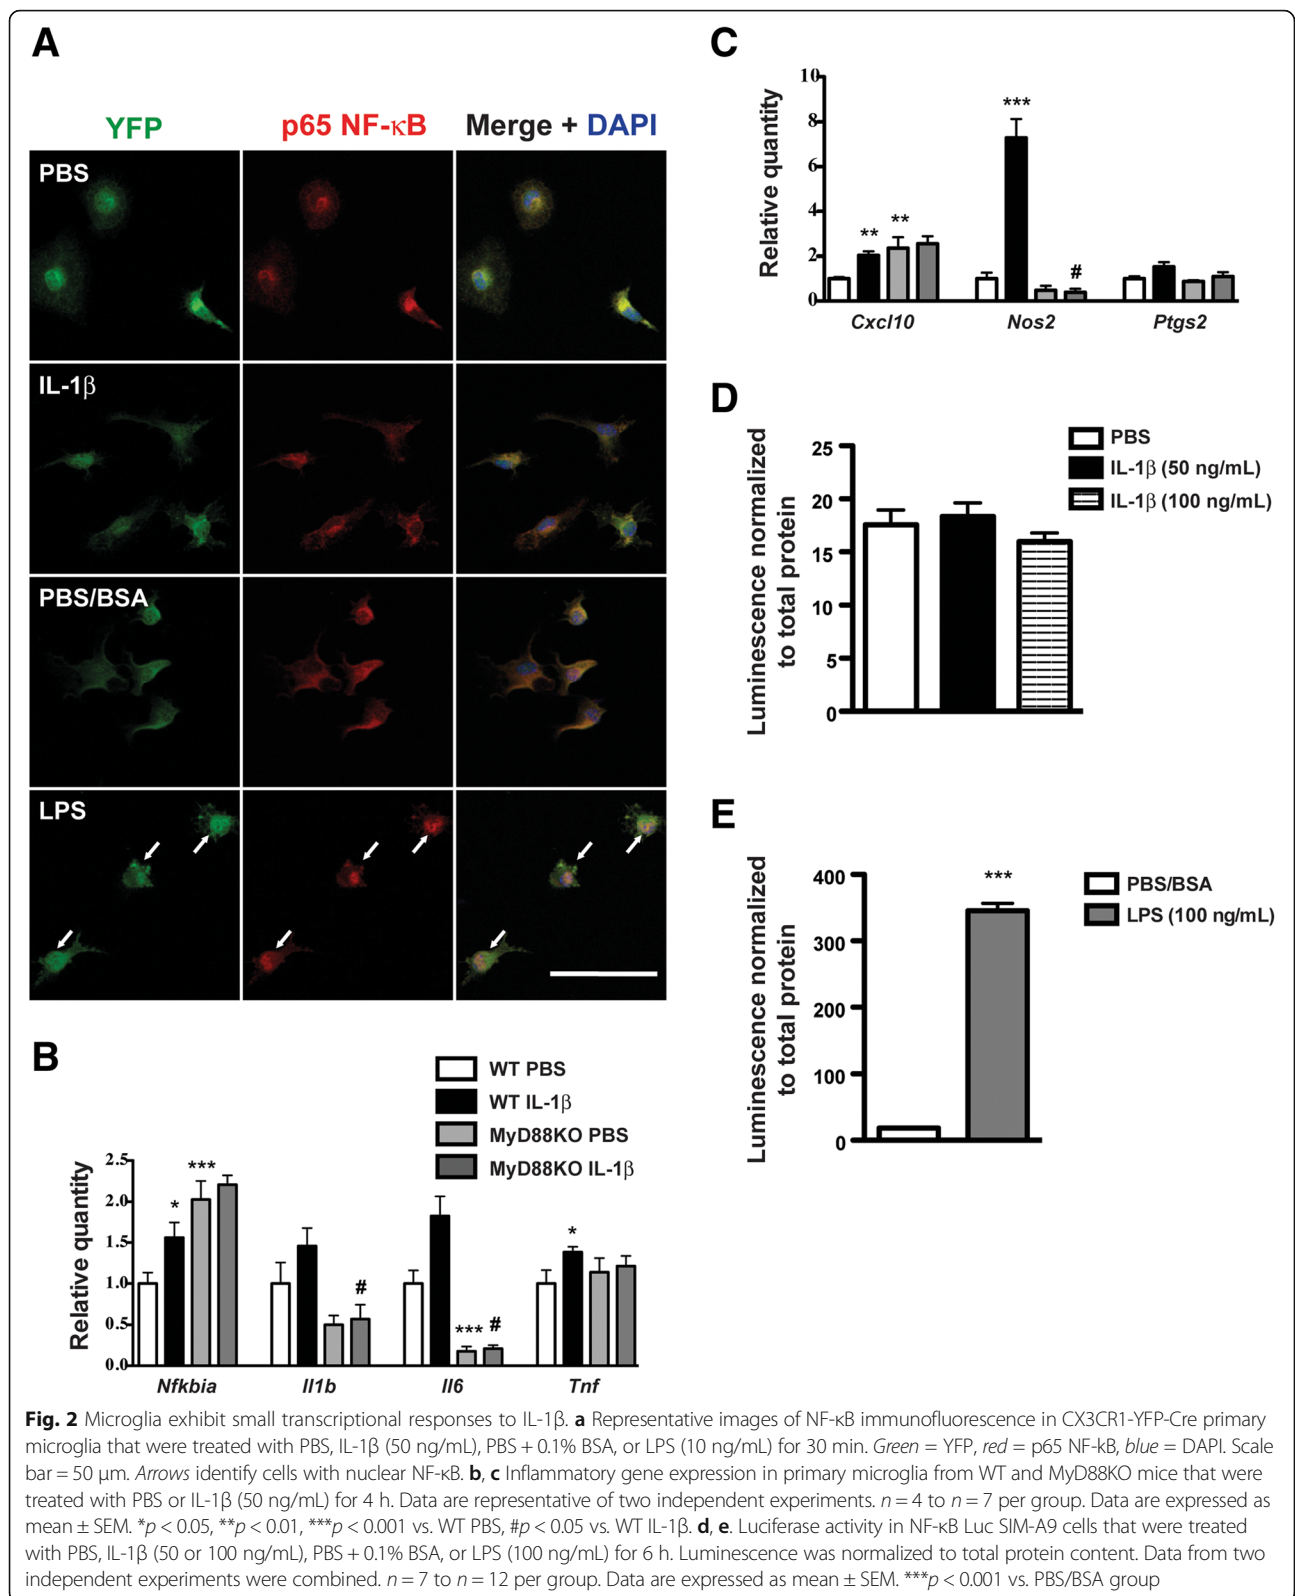 A
YFP
p65 NF-κB
Merge + DAPI
PBS
IL-1β
PBS/BSA
LPS
B
WT PBS
WT IL-1β
MyD88KO PBS
MyD88KO IL-1β
Relative quantity
2.5
2.0
1.5
1.0
0.5
0.0
*
***
#
***
#
*
Nfkbia
Il1b
Il6
Tnf
C
Relative quantity
10
8
6
4
2
0
**
**
***
#
Cxcl10
Nos2
Ptgs2
D
Luminescence normalized
to total protein
25
20
15
10
5
0
PBS
IL-1β (50 ng/mL)
IL-1β (100 ng/mL)
E
Luminescence normalized
to total protein
400
300
200
100
0
***
PBS/BSA
LPS (100 ng/mL)
Fig. 2 Microglia exhibit small transcriptional responses to IL-1β. a Representative images of NF-κB immunofluorescence in CX3CR1-YFP-Cre primary
microglia that were treated with PBS, IL-1β (50 ng/mL), PBS + 0.1% BSA, or LPS (10 ng/mL) for 30 min. Green = YFP, red = p65 NF-kB, blue = DAPI. Scale
bar = 50 μm. Arrows identify cells with nuclear NF-κB. b, c Inflammatory gene expression in primary microglia from WT and MyD88KO mice that were
treated with PBS or IL-1β (50 ng/mL) for 4 h. Data are representative of two independent experiments. n = 4 to n = 7 per group. Data are expressed as
mean ± SEM. *p < 0.05, **p < 0.01, ***p < 0.001 vs. WT PBS, #p < 0.05 vs. WT IL-1β. d, e. Luciferase activity in NF-κB Luc SIM-A9 cells that were treated
with PBS, IL-1β (50 or 100 ng/mL), PBS + 0.1% BSA, or LPS (100 ng/mL) for 6 h. Luminescence was normalized to total protein content. Data from two
independent experiments were combined. n = 7 to n = 12 per group. Data are expressed as mean ± SEM. ***p < 0.001 vs. PBS/BSA group